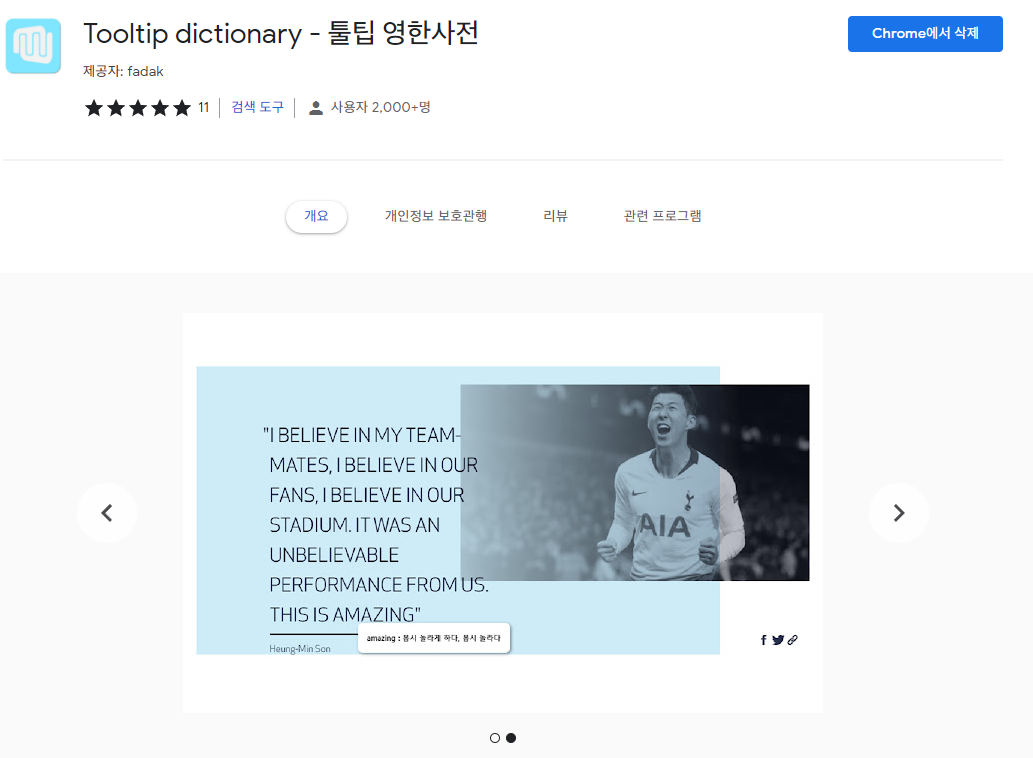 Tooltip dictionary - 툴팁 영한사전
Chrome에서 삭제
제공자: fadak
11
검색 도구
사용자 2,000+명
개요
개인정보 보호관행
리뷰
관련 프로그램
"I BELIEVE IN MY TEAM-
MATES, I BELIEVE IN OUR
FANS, I BELIEVE IN OUR
STADIUM. IT WAS AN
UNBELIEVABLE
PERFORMANCE FROM US.
THIS IS AMAZING"
AIA
amazing : 몹시 놀라게 하다, 몹시 놀라다
Heung-Min Son